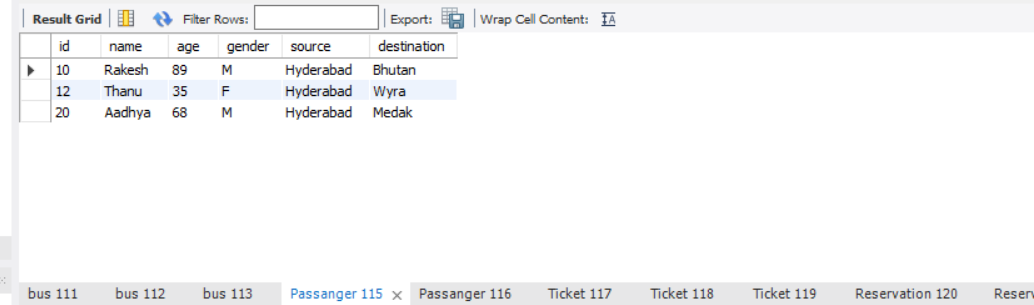 Result Grid Filter Rows: Export: Wrap Cell Content: IA
id name age gender source destination
10 Rakesh 89 M Hyderabad Bhutan
12 Thanu 35 F Hyderabad Wyra
20 Aadhya 68 M Hyderabad Medak
bus 111 bus 112 bus 113 Passanger 115 × Passanger 116 Ticket 117 Ticket 118 Ticket 119 Reservation 120